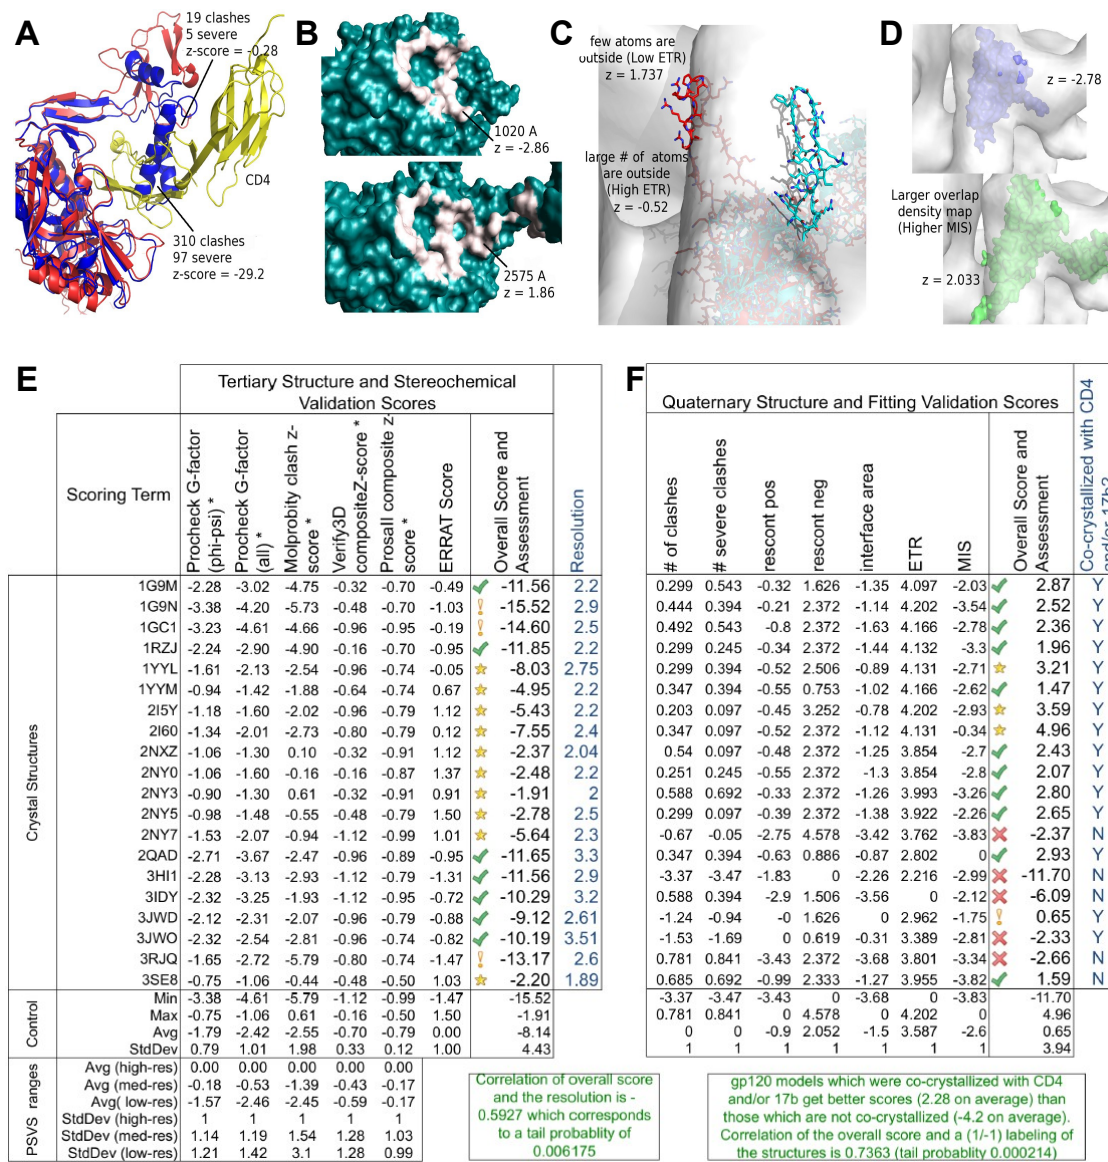 A
19 clashes
5 severe
z-score = -0.28
CD4
310 clashes
97 severe
z-score = -29.2
B
1020 A
z = -2.86
2575 A
z = 1.86
C
few atoms are
outside (Low ETR)
z = 1.737
large # of atoms
are outside
(High ETR)
z = -0.52
D
z = -2.78
Larger overlap
density map
(Higher MIS)
z = 2.033
E
Tertiary Structure and Stereochemical
Validation Scores
Scoring Term
Procheck G-factor
(phi-psi) *
Procheck G-factor
(all) *
Molprobity clash z-
score *
Verify3D
compositeZ-score *
ProsaII composite z-
score *
ERRAT Score
Overall Score and
Assessment
Resolution
Crystal Structures
1G9M -2.28 -3.02 -4.75 -0.32 -0.70 -0.49 -11.56 2.2
1G9N -3.38 -4.20 -5.73 -0.48 -0.70 -1.03 -15.52 2.9
1GC1 -3.23 -4.61 -4.66 -0.96 -0.95 -0.19 -14.60 2.5
1RZJ -2.24 -2.90 -4.90 -0.16 -0.70 -0.95 -11.85 2.2
1YYL -1.61 -2.13 -2.54 -0.96 -0.74 -0.05 -8.03 2.75
1YYM -0.94 -1.42 -1.88 -0.64 -0.74 0.67 -4.95 2.2
2I5Y -1.18 -1.60 -2.02 -0.96 -0.79 1.12 -5.43 2.2
2I60 -1.34 -2.01 -2.73 -0.80 -0.79 0.12 -7.55 2.4
2NXZ -1.06 -1.30 0.10 -0.32 -0.91 1.12 -2.37 2.04
2NY0 -1.06 -1.60 -0.16 -0.16 -0.87 1.37 -2.48 2.2
2NY3 -0.90 -1.30 0.61 -0.32 -0.91 0.91 -1.91 2
2NY5 -0.98 -1.48 -0.55 -0.48 -0.79 1.50 -2.78 2.5
2NY7 -1.53 -2.07 -0.94 -1.12 -0.99 1.01 -5.64 2.3
2QAD -2.71 -3.67 -2.47 -0.96 -0.89 -0.95 -11.65 3.3
3HI1 -2.28 -3.13 -2.93 -1.12 -0.79 -1.31 -11.56 2.9
3IDY -2.32 -3.25 -1.93 -1.12 -0.95 -0.72 -10.29 3.2
3JWD -2.12 -2.31 -2.07 -0.96 -0.79 -0.88 -9.12 2.61
3JWO -2.32 -2.54 -2.81 -0.96 -0.74 -0.82 -10.19 3.51
3RJQ -1.65 -2.72 -5.79 -0.80 -0.74 -1.47 -13.17 2.6
3SE8 -0.75 -1.06 -0.44 -0.48 -0.50 1.03 -2.20 1.89
Control
Min -3.38 -4.61 -5.79 -1.12 -0.99 -1.47 -15.52
Max -0.75 -1.06 0.61 -0.16 -0.50 1.50 -1.91
Avg -1.79 -2.42 -2.55 -0.70 -0.79 0.00 -8.14
StdDev 0.79 1.01 1.98 0.33 0.12 1.00 4.43
PSVS ranges
Avg (high-res) 0.00 0.00 0.00 0.00 0.00
Avg (med-res) -0.18 -0.53 -1.39 -0.43 -0.17
Avg( low-res) -1.57 -2.46 -2.45 -0.59 -0.17
StdDev (high-res) 1 1 1 1 1
StdDev (med-res) 1.14 1.19 1.54 1.28 1.03
StdDev (low-res) 1.21 1.42 3.1 1.28 0.99
Correlation of overall score
and the resolution is -
0.5927 which corresponds
to a tail probablity of
0.006175
F
Quaternary Structure and Fitting Validation Scores
# of clashes
# severe clashes
rescont pos
rescont neg
interface area
ETR
MIS
Overall Score and
Assessment
Co-crystallized with CD4
and/or 17b?
0.299 0.543 -0.32 1.626 -1.35 4.097 -2.03 2.87 Y
0.444 0.394 -0.21 2.372 -1.14 4.202 -3.54 2.52 Y
0.492 0.543 -0.8 2.372 -1.63 4.166 -2.78 2.36 Y
0.299 0.245 -0.34 2.372 -1.44 4.132 -3.3 1.96 Y
0.299 0.394 -0.52 2.506 -0.89 4.131 -2.71 3.21 Y
0.347 0.394 -0.55 0.753 -1.02 4.166 -2.62 1.47 Y
0.203 0.097 -0.45 3.252 -0.78 4.202 -2.93 3.59 Y
0.347 0.097 -0.52 2.372 -1.12 4.131 -0.34 4.96 Y
0.54 0.097 -0.48 2.372 -1.25 3.854 -2.7 2.43 Y
0.251 0.245 -0.55 2.372 -1.3 3.854 -2.8 2.07 Y
0.588 0.692 -0.33 2.372 -1.26 3.993 -3.26 2.80 Y
0.299 0.097 -0.39 2.372 -1.38 3.922 -2.26 2.65 Y
-0.67 -0.05 -2.75 4.578 -3.42 3.762 -3.83 -2.37 N
0.347 0.394 -0.63 0.886 -0.87 2.802 0 2.93 Y
-3.37 -3.47 -1.83 0 -2.26 2.216 -2.99 -11.70 N
0.588 0.394 -2.9 1.506 -3.56 0 -2.12 -6.09 N
-1.24 -0.94 -0 1.626 0 2.962 -1.75 0.65 Y
-1.53 -1.69 0 0.619 -0.31 3.389 -2.81 -2.33 Y
0.781 0.841 -3.43 2.372 -3.68 3.801 -3.34 -2.66 N
0.685 0.692 -0.99 2.333 -1.27 3.955 -3.82 1.59 N
-3.37 -3.47 -3.43 0 -3.68 0 -3.83 -11.70
0.781 0.841 0 4.578 0 4.202 0 4.96
0 0 -0.9 2.052 -1.5 3.587 -2.6 0.65
1 1 1 1 1 1 1 3.94
gp120 models which were co-crystallized with CD4
and/or 17b get better scores (2.28 on average) than
those which are not co-crystallized (-4.2 on average).
Correlation of the overall score and a (1/-1) labeling of
the structures is 0.7363 (tail probablity 0.000214)